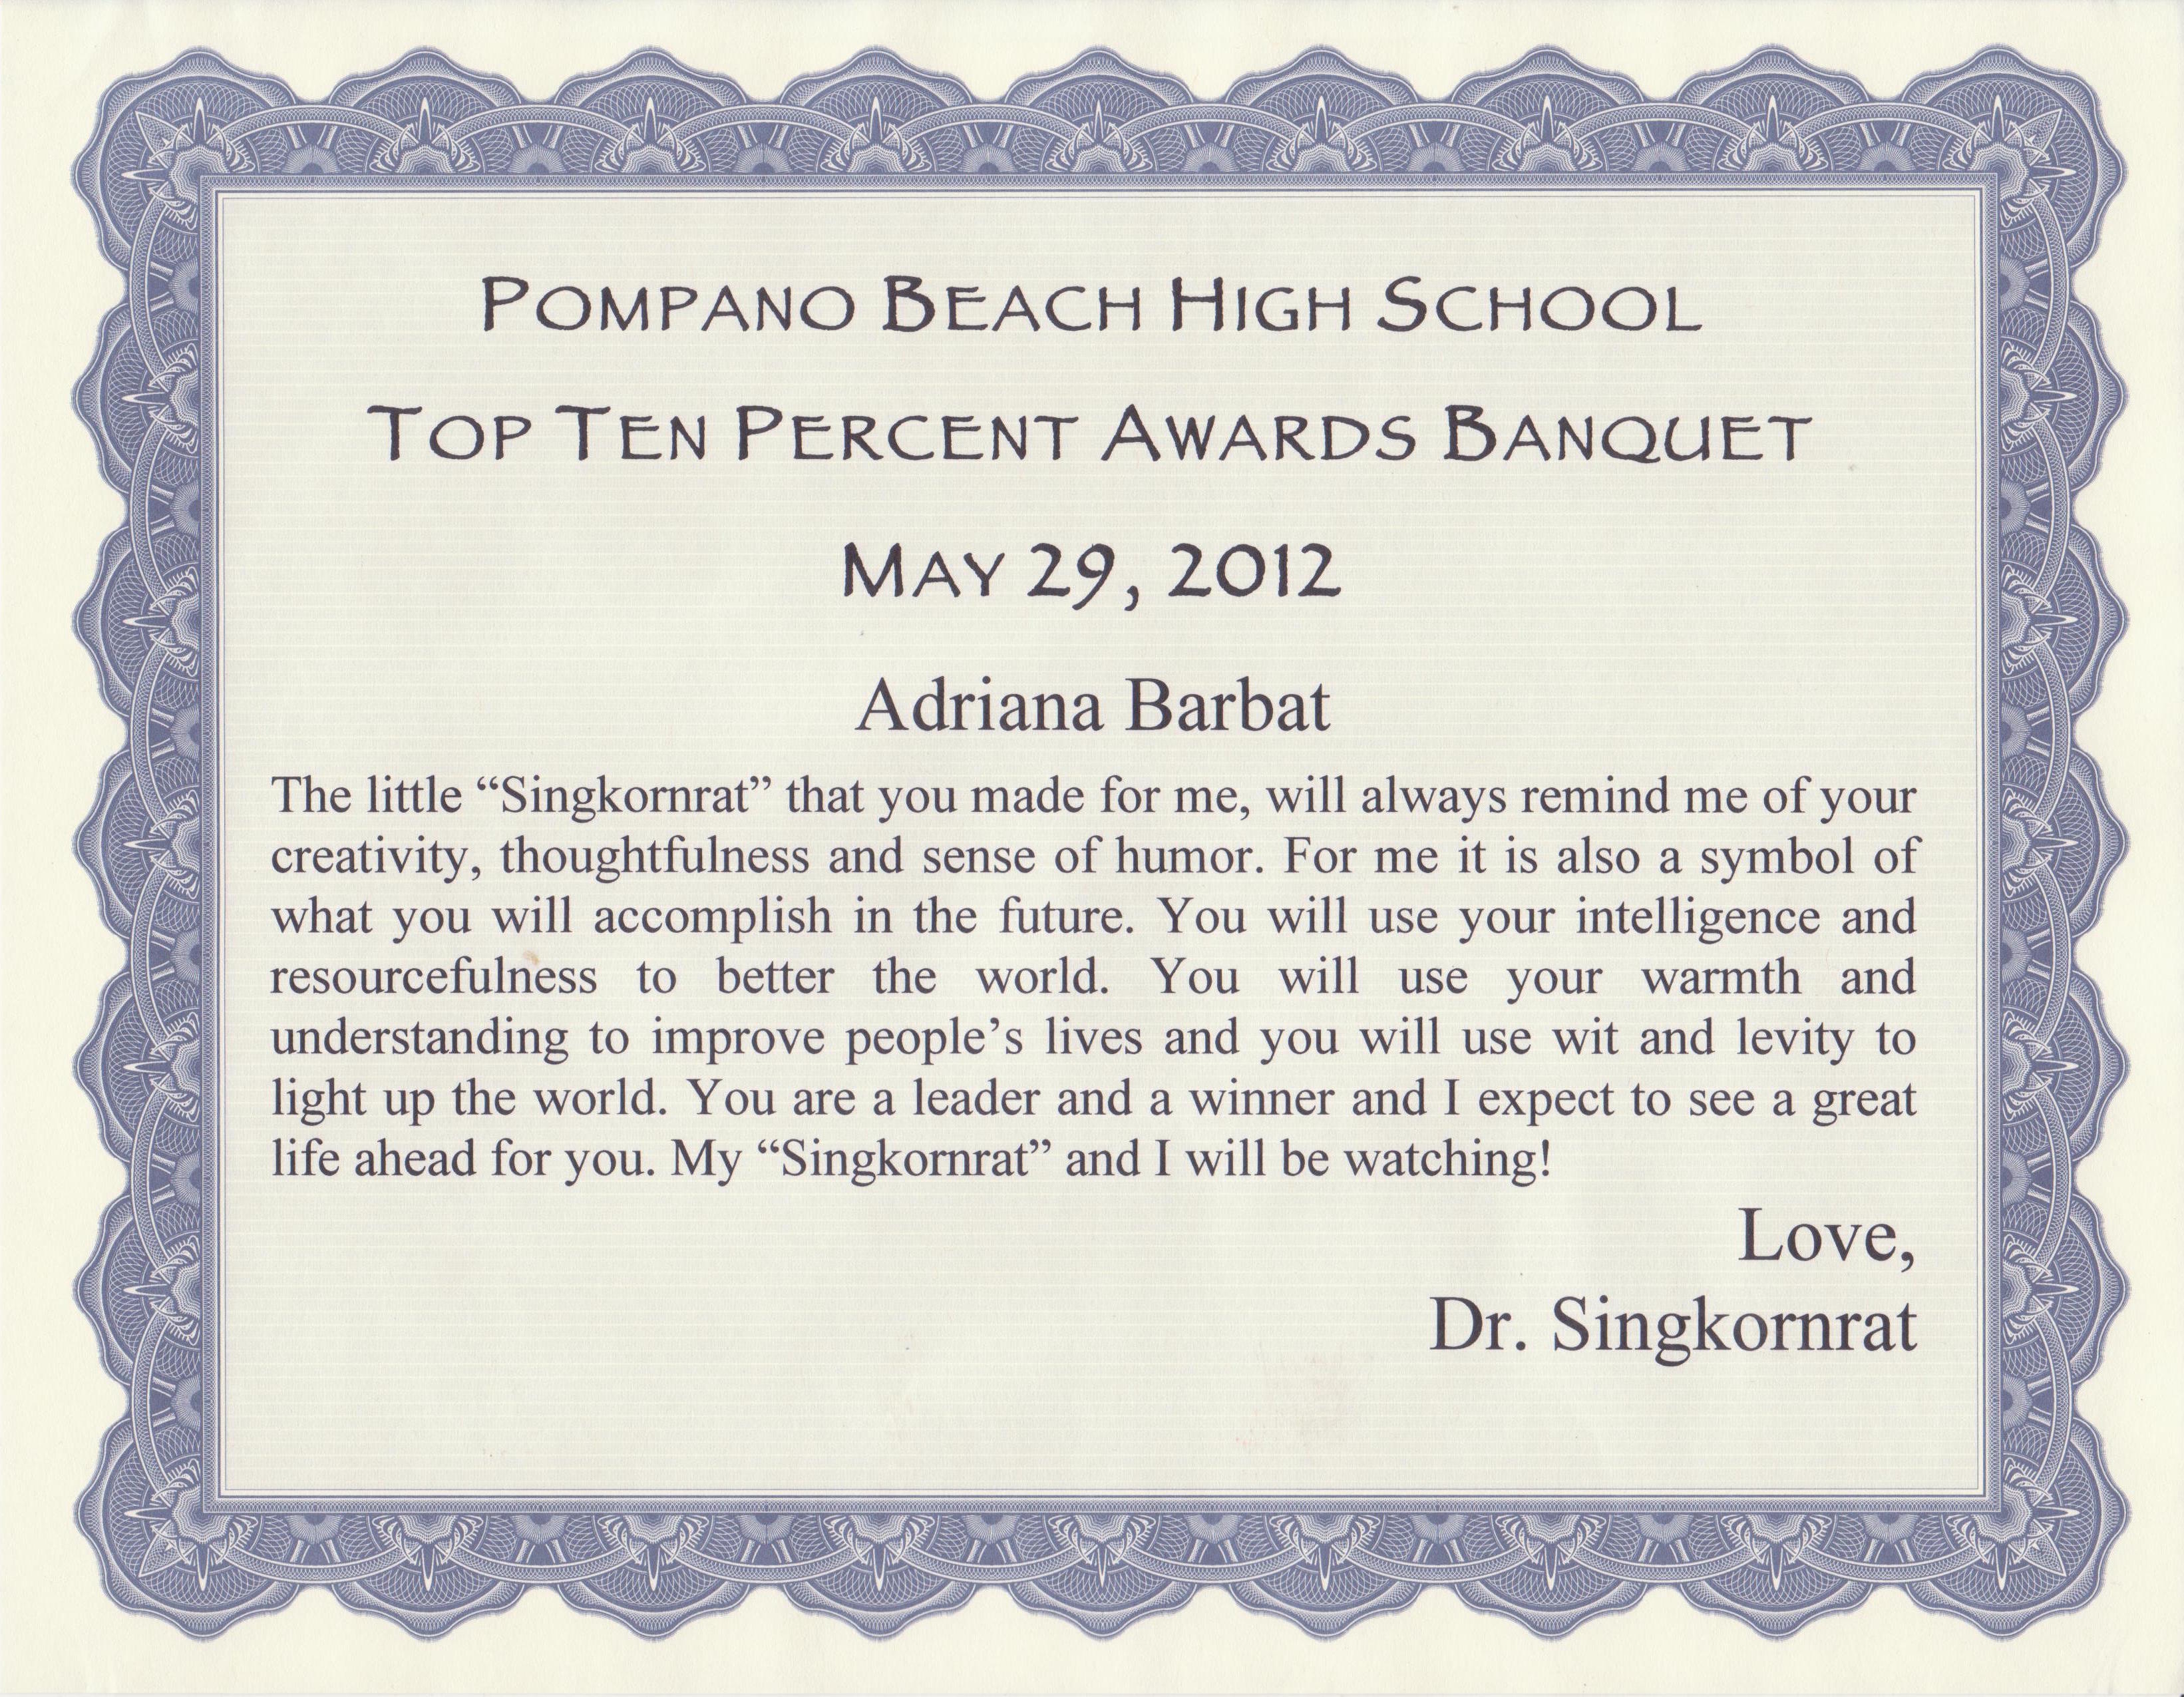 POMPANO BEACH HIGH SCHOOL
TOP TEN PERCENT AWARDS BANQUET
MAY 29, 2012
Adriana Barbat
The little “Singkornrat” that you made for me, will always remind me of your
creativity, thoughtfulness and sense of humor. For me it is also a symbol of
what you will accomplish in the future. You will use your intelligence and
resourcefulness to better the world. You will use your warmth and
understanding to improve people’s lives and you will use wit and levity to
light up the world. You are a leader and a winner and I expect to see a great
life ahead for you. My “Singkornrat” and I will be watching!
Love,
Dr. Singkornrat